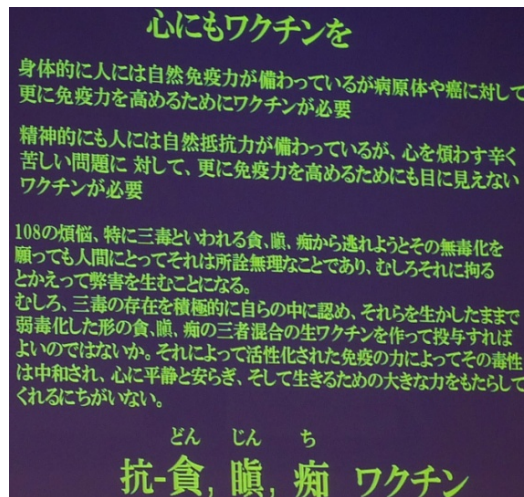 心にもワクチンを
身体的に人には自然免疫力が備わっているが病原体や癌に対して
更に免疫力を高めるためにワクチンが必要
精神的にも人には自然抵抗力が備わっているが、心を煩わす辛く
苦しい問題に 対して、更に免疫力を高めるためにも目に見えない
ワクチンが必要
108の煩悩、特に三毒といわれる貪、瞋、痴から逃れようとその無毒化を
願っても人間にとってそれは所詮無理なことであり、むしろそれに拘る
とかえって弊害を生むことになる。
むしろ、三毒の存在を積極的に自らの中に認め、それらを生かしたままで
弱毒化した形の貪、瞋、痴の三者混合の生ワクチンを作って投与すれば
よいのではないか。それによって活性化された免疫の力によってその毒性
は中和され、心に平静と安らぎ、そして生きるための大きな力をもたらして
くれるにちがいない。
どん じん ち
抗-貪, 瞋, 痴 ワクチン